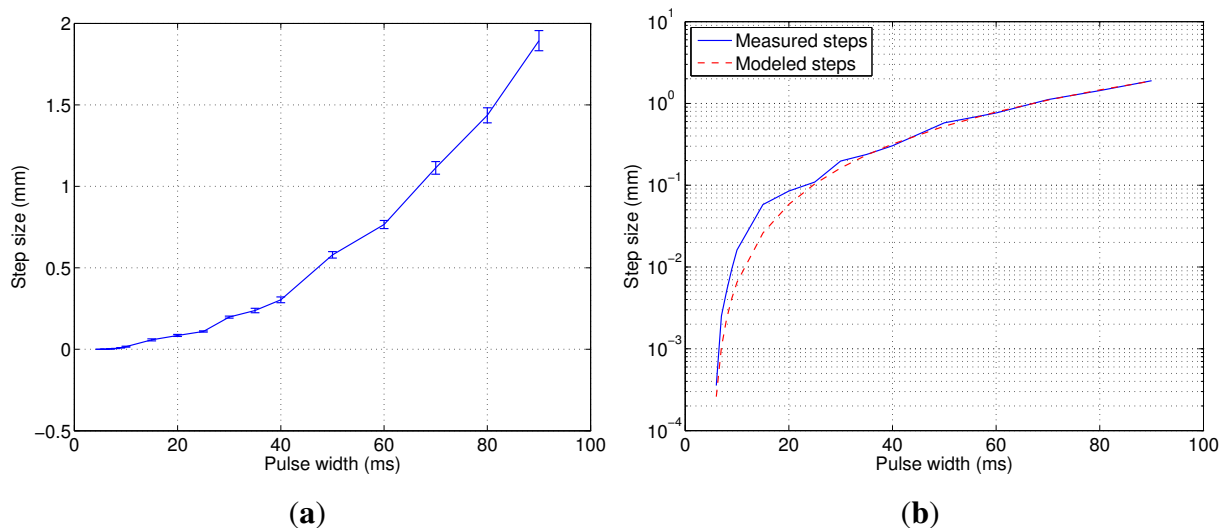 2
1.5
1
0.5
0
−0.5
Step size (mm)
0 20 40 60 80 100
Pulse width (ms)
(a)
10^1
10^0
10^−1
10^−2
10^−3
10^−4
Step size (mm)
Measured steps
Modeled steps
0 20 40 60 80 100
Pulse width (ms)
(b)